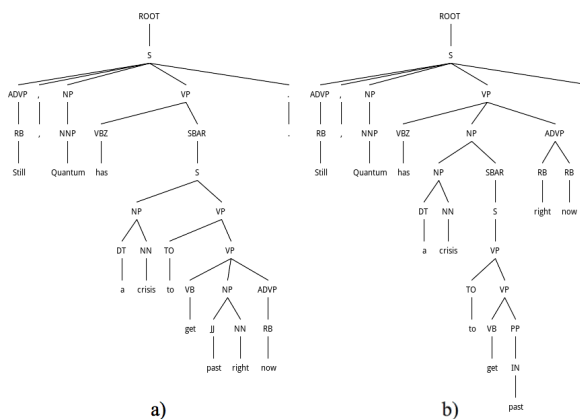 ROOT
S
ADVP , NP VP .
RB , NNP VBZ SBAR .
Still Quantum has S
NP VP
DT NN TO VP
a crisis to VB NP ADVP
get JJ NN RB
past right now
a)
ROOT
S
ADVP , NP VP
RB , NNP VBZ NP ADVP
Still Quantum has NP SBAR RB RB
DT NN S right now
a crisis VP
TO VP
to VB PP
get IN
past
b)